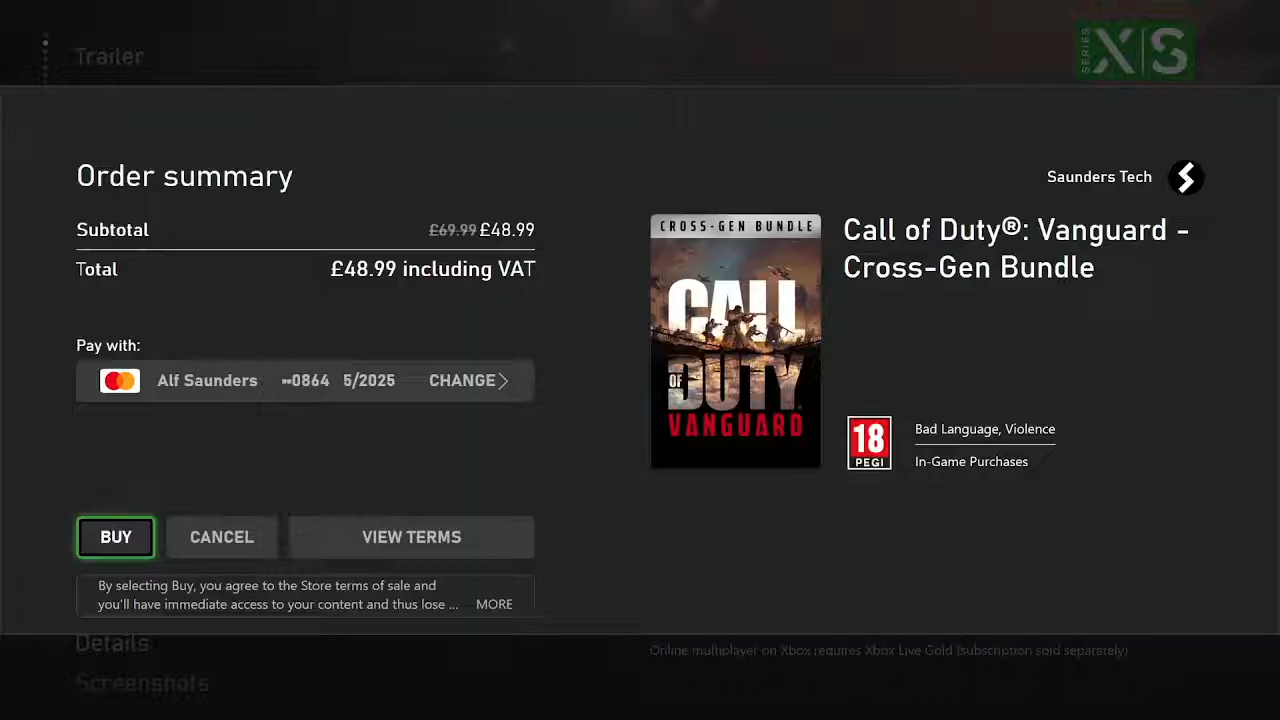 Trailer
SERIES X|S
Order summary
Saunders Tech
Subtotal £69.99 £48.99
Total £48.99 including VAT
Pay with:
Alf Saunders ••0864 5/2025 CHANGE
CROSS-GEN BUNDLE
CALL
OF DUTY
VANGUARD
Call of Duty®: Vanguard -
Cross-Gen Bundle
18
PEGI
Bad Language, Violence
In-Game Purchases
BUY CANCEL VIEW TERMS
By selecting Buy, you agree to the Store terms of sale and
you'll have immediate access to your content and thus lose ... MORE
Details
Online multiplayer on Xbox requires Xbox Live Gold (subscription sold separately)
Screenshots